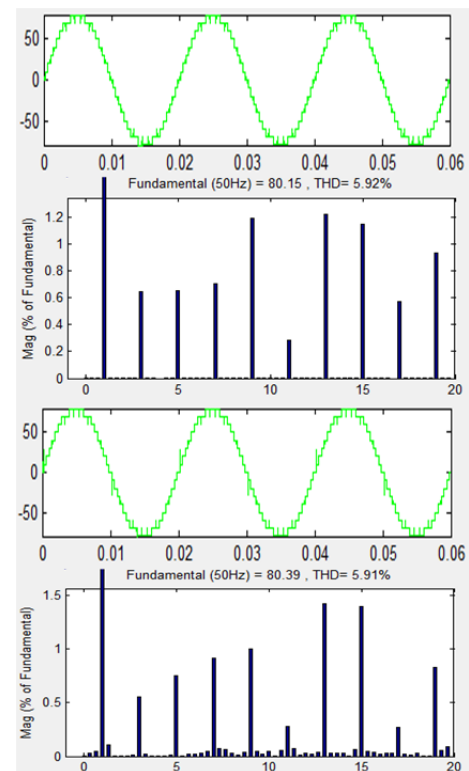 50
0
-50
0 0.01 0.02 0.03 0.04 0.05 0.06
Fundamental (50Hz) = 80.15 , THD= 5.92%
Mag (% of Fundamental)
1.2
1
0.8
0.6
0.4
0.2
0
0 5 10 15 20
50
0
-50
0 0.01 0.02 0.03 0.04 0.05 0.06
Fundamental (50Hz) = 80.39 , THD= 5.91%
Mag (% of Fundamental)
1.5
1
0.5
0
0 5 10 15 20